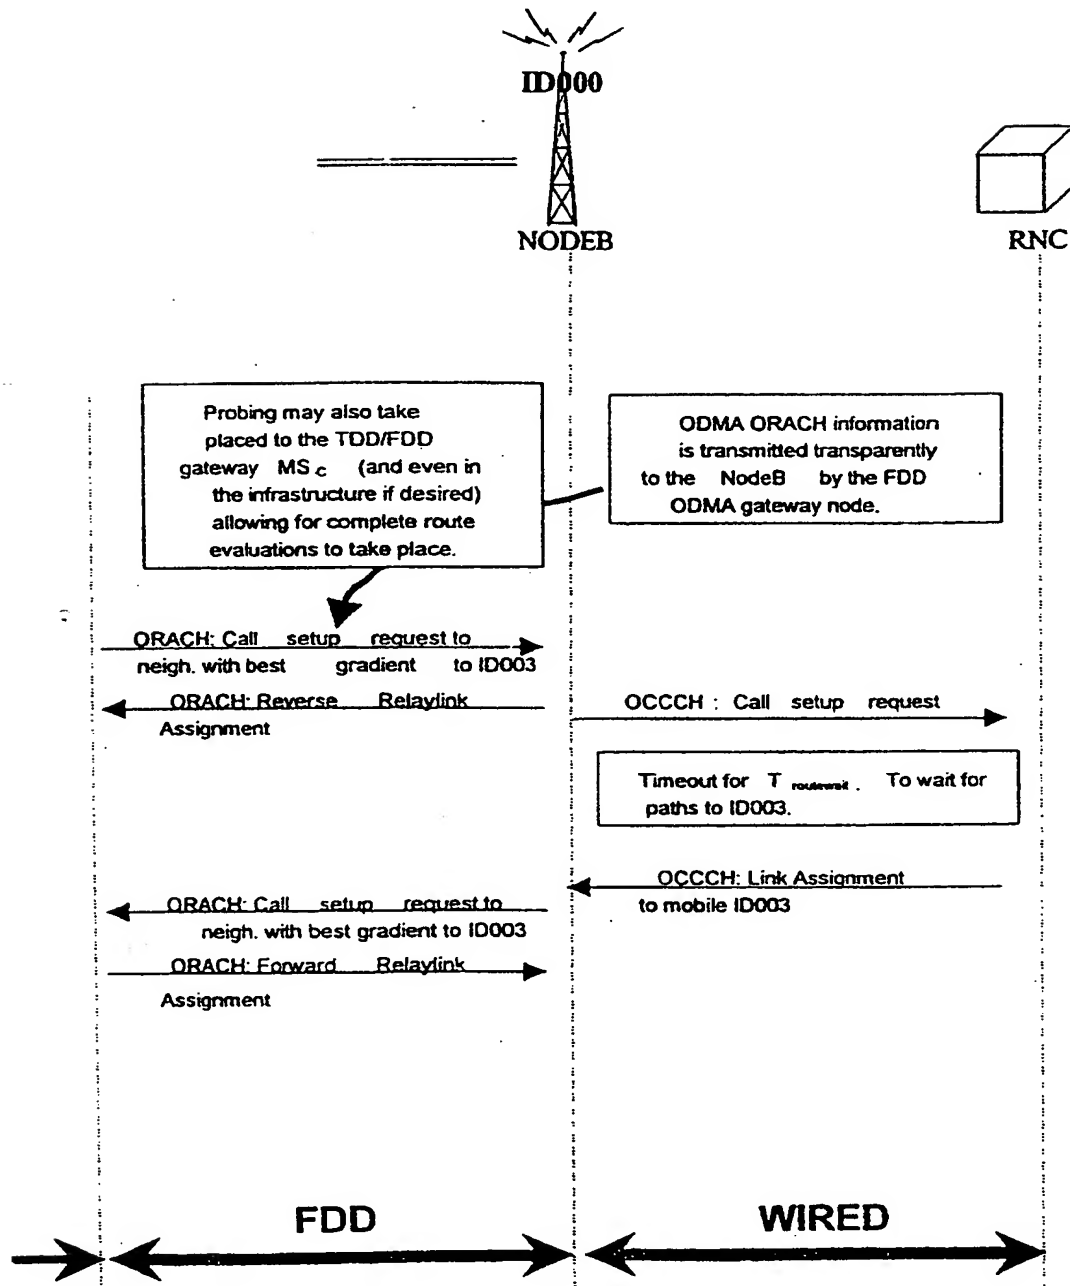 ID000
NODEB
RNC
Probing may also take
placed to the TDD/FDD
gateway MS c (and even in
the infrastructure if desired)
allowing for complete route
evaluations to take place.
ODMA ORACH information
is transmitted transparently
to the NodeB by the FDD
ODMA gateway node.
ORACH: Call setup request to
neigh. with best gradient to ID003
ORACH: Reverse Relaylink
Assignment
OCCCH : Call setup request
Timeout for T routewait . To wait for
paths to ID003.
OCCCH: Link Assignment
to mobile ID003
ORACH: Call setup request to
neigh. with best gradient to ID003
ORACH: Forward Relaylink
Assignment
FDD
WIRED